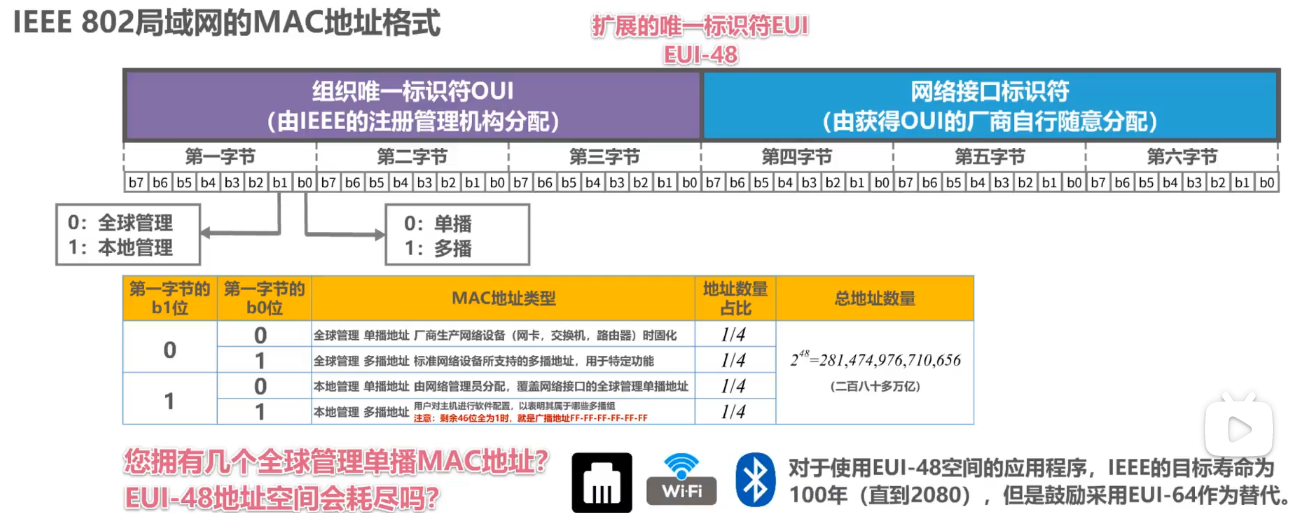 IEEE 802局域网的MAC地址格式
扩展的唯一标识符EUI
EUI-48
组织唯一标识符OUI
（由IEEE的注册管理机构分配）
网络接口标识符
（由获得OUI的厂商自行随意分配）
第一字节 第二字节 第三字节 第四字节 第五字节 第六字节
b7 b6 b5 b4 b3 b2 b1 b0 b7 b6 b5 b4 b3 b2 b1 b0 b7 b6 b5 b4 b3 b2 b1 b0 b7 b6 b5 b4 b3 b2 b1 b0 b7 b6 b5 b4 b3 b2 b1 b0 b7 b6 b5 b4 b3 b2 b1 b0
0：全球管理
1：本地管理
0：单播
1：多播
第一字节的
b1位
第一字节的
b0位
MAC地址类型
地址数量
占比
总地址数量
0
0 全球管理 单播地址 厂商生产网络设备（网卡，交换机，路由器）时固化 1/4
1 全球管理 多播地址 标准网络设备所支持的多播地址，用于特定功能 1/4
1
0 本地管理 单播地址 由网络管理员分配，覆盖网络接口的全球管理单播地址 1/4
1 本地管理 多播地址 用户对主机进行软件配置，以表明其属于哪些多播组
注意：剩余46位全为1时，就是广播地址FF-FF-FF-FF-FF-FF
1/4
2^48=281,474,976,710,656
（二百八十多万亿）
您拥有几个全球管理单播MAC地址？
EUI-48地址空间会耗尽吗？
Wi-Fi
对于使用EUI-48空间的应用程序，IEEE的目标寿命为
100年（直到2080），但是鼓励采用EUI-64作为替代。